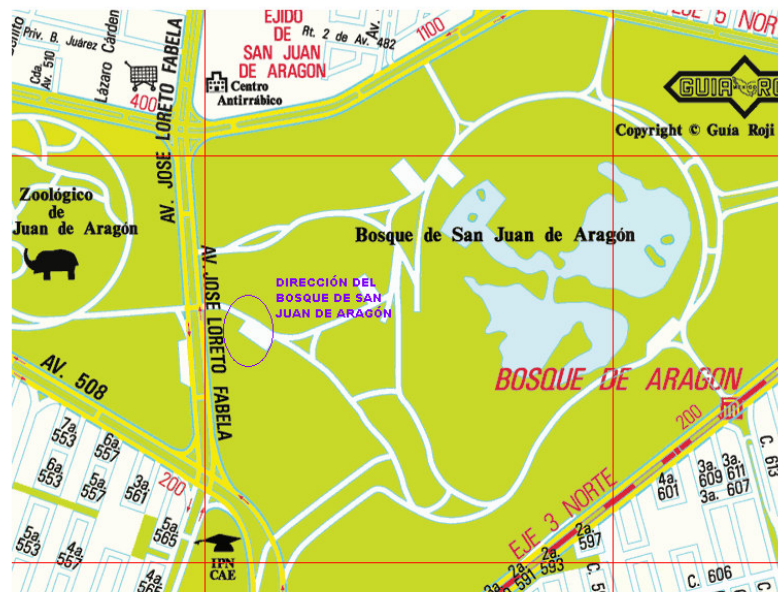 EJE 5 NOR
EJIDO
DE
SAN JUAN
DE ARAGON
Rt. 2 de Av. 482
Priv. B. Juárez
Cda.
Av. 510
Lázaro Cárden
400
1100
Centro
Antirrábico
AV. JOSE LORETO FABELA
GUIA RO
Copyright © Guía Roji
Zoológico
de
Juan de Aragón
Bosque de San Juan de Aragón
AV. JOSE LORETO FABELA
DIRECCIÓN DEL
BOSQUE DE SAN
JUAN DE ARAGÓN
AV. 508
BOSQUE DE ARAGON
200
EJE 3 NORTE
7a.
553
6a.
557
6a.
553
5a.
557
3a.
561
200
5a.
553
4a.
557
5a.
565
4a.
565
IPN
CAE
C. 613
3a.
609
3a.
611
3a. 607
4a.
601
2a.
597
2a.
593
2a.
591
3a.
C. 606